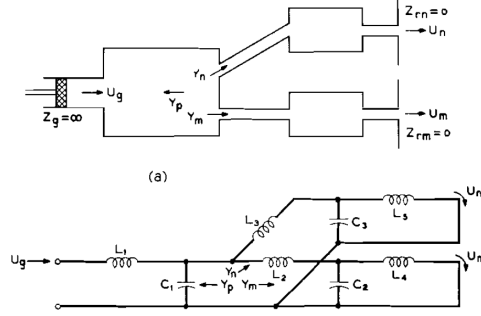 Zrn=∞
Un
Yn
Ug
Yp
Ym
Um
Zg=∞
Zrm=0
(a)
Un
L3
C3
L5
Ug
L1
Yn
L2
L4
Um
C1
Yp
Ym
C2